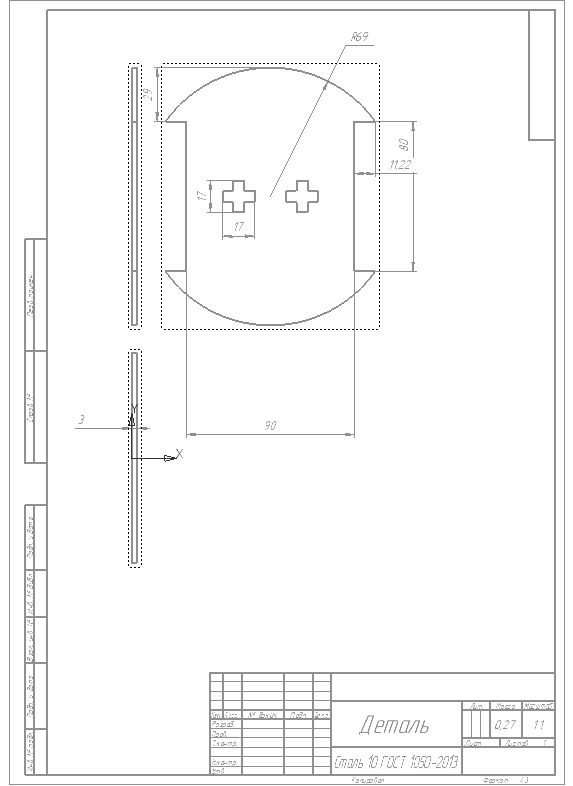 R69
29
80
11,22
17
17
Перв. примен.
Справ. №
Y
3
90
X
Подп. и дата
Инв. № дубл.
Взам. инв. №
Подп. и дата
Инв. № подл.
Лит.
Масса
Масштаб
Изм.
Лист
№ докум.
Подп.
Дата
Деталь
0,27
1:1
Разраб.
Пров.
Т.контр.
Лист
Листов
1
Н.контр.
Утв.
Сталь 10 ГОСТ 1050-2013
Копировал
Формат
A3